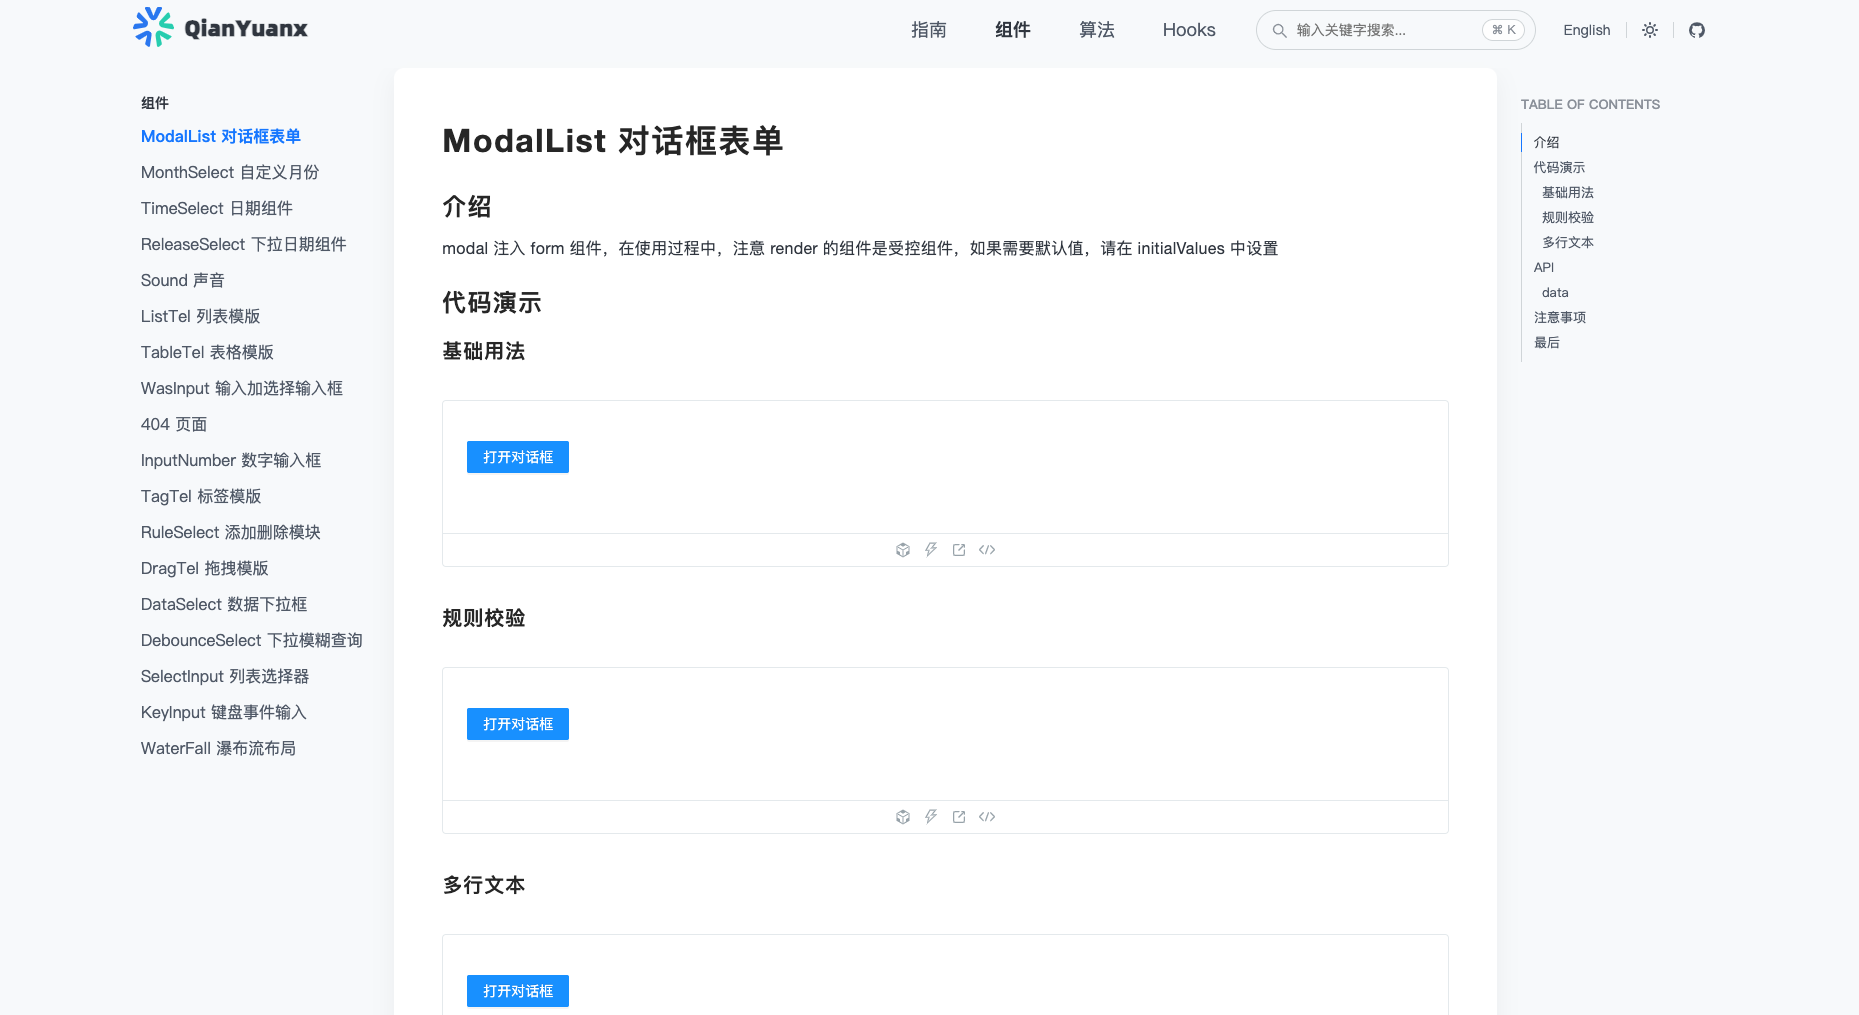 QianYuanx
指南
组件
算法
Hooks
输入关键字搜索...
⌘ K
English
组件
ModalList 对话框表单
MonthSelect 自定义月份
TimeSelect 日期组件
ReleaseSelect 下拉日期组件
Sound 声音
ListTel 列表模版
TableTel 表格模版
WasInput 输入加选择输入框
404 页面
InputNumber 数字输入框
TagTel 标签模版
RuleSelect 添加删除模块
DragTel 拖拽模版
DataSelect 数据下拉框
DebounceSelect 下拉模糊查询
SelectInput 列表选择器
KeyInput 键盘事件输入
WaterFall 瀑布流布局
ModalList 对话框表单
介绍
modal 注入 form 组件，在使用过程中，注意 render 的组件是受控组件，如果需要默认值，请在 initialValues 中设置
代码演示
基础用法
打开对话框
规则校验
打开对话框
多行文本
打开对话框
TABLE OF CONTENTS
介绍
代码演示
基础用法
规则校验
多行文本
API
data
注意事项
最后